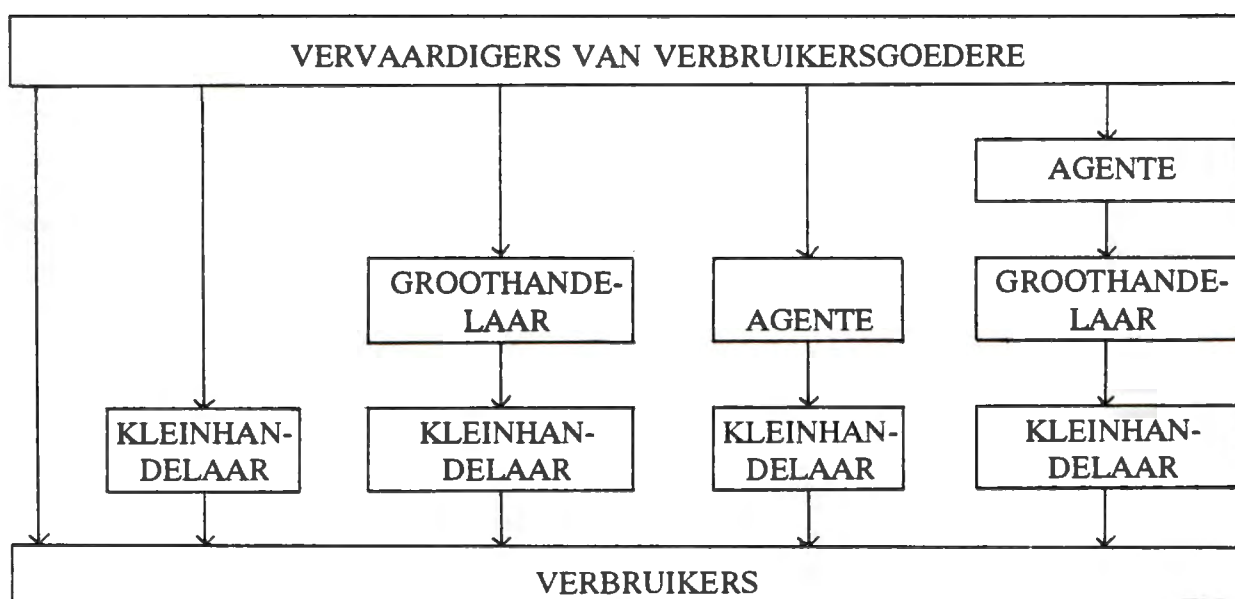 VERVAARDIGERS VAN VERBRUIKERSGOEDERE
AGENTE
GROOTHANDE-
LAAR
AGENTE
GROOTHANDE-
LAAR
KLEINHAN-
DELAAR
KLEINHAN-
DELAAR
KLEINHAN-
DELAAR
KLEINHAN-
DELAAR
VERBRUIKERS